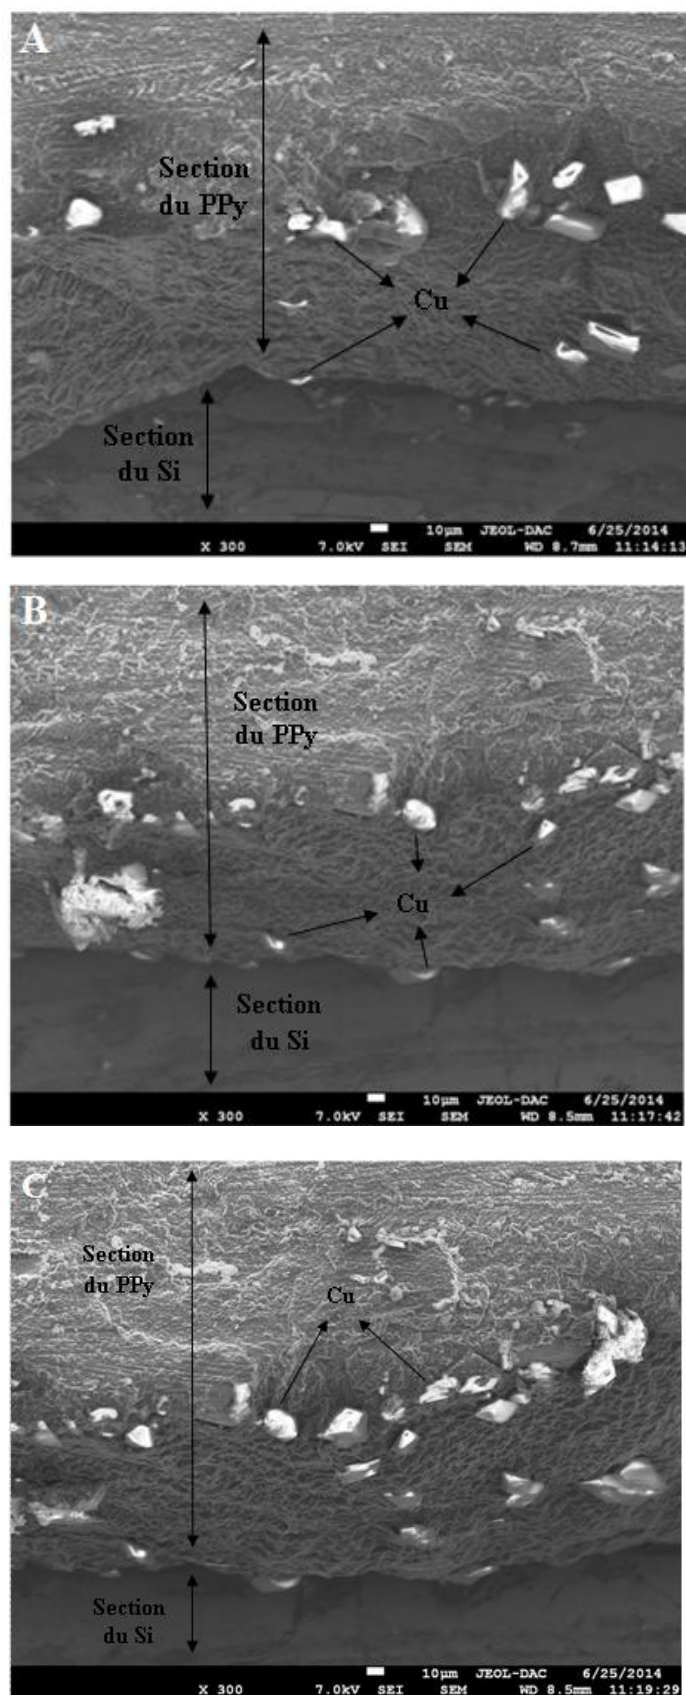 A
Section
du PPy
Cu
Section
du Si
10µm JEOL-DAC 6/25/2014
X 300 7.0kV SEI SEM WD 8.7mm 11:14:13
B
Section
du PPy
Cu
Section
du Si
10µm JEOL-DAC 6/25/2014
X 300 7.0kV SEI SEM WD 8.5mm 11:17:42
C
Section
du PPy
Cu
Section
du Si
10µm JEOL-DAC 6/25/2014
X 300 7.0kV SEI SEM WD 8.5mm 11:19:29